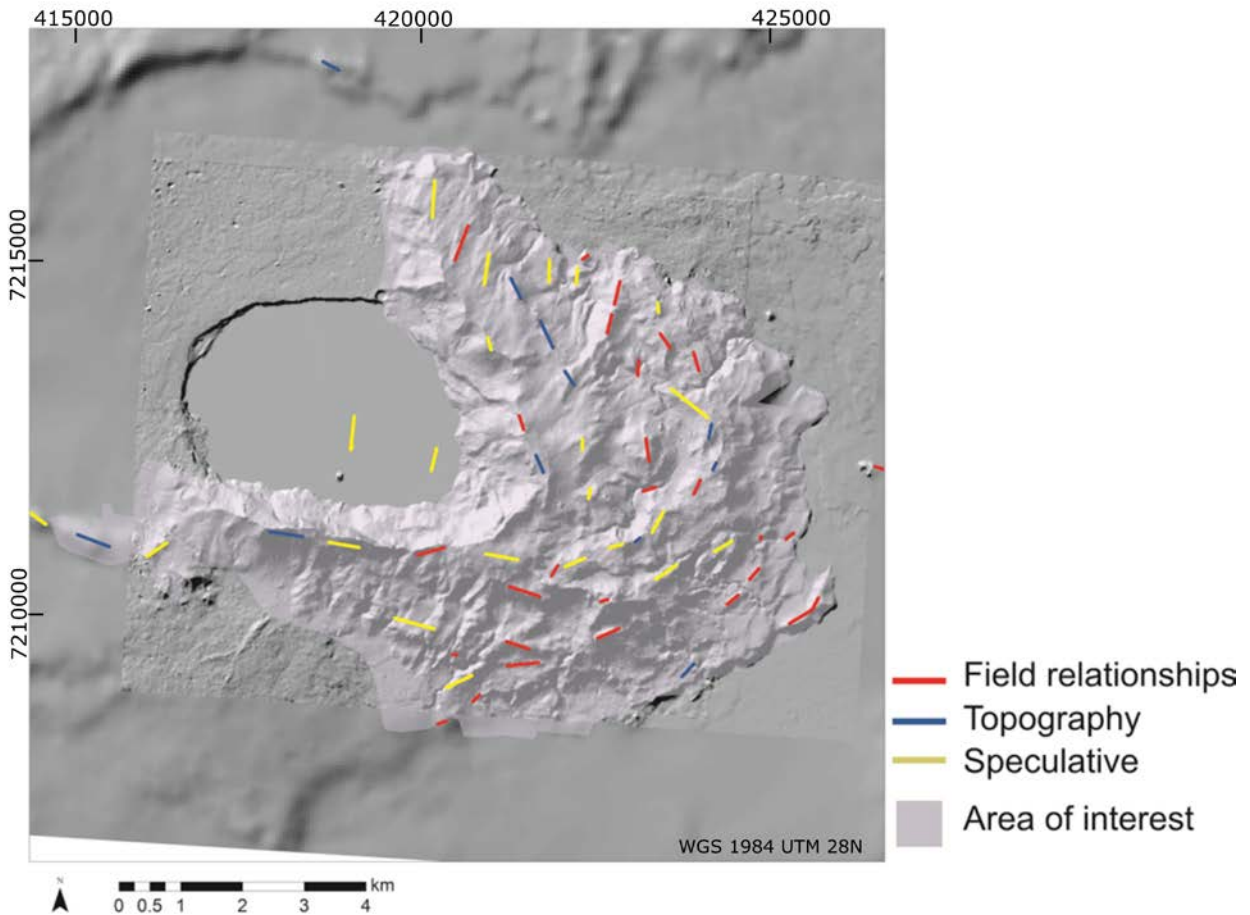 415000 420000 425000
7215000
7210000
Field relationships
Topography
Speculative
Area of interest
WGS 1984 UTM 28N
N
km
0 0.5 1 2 3 4